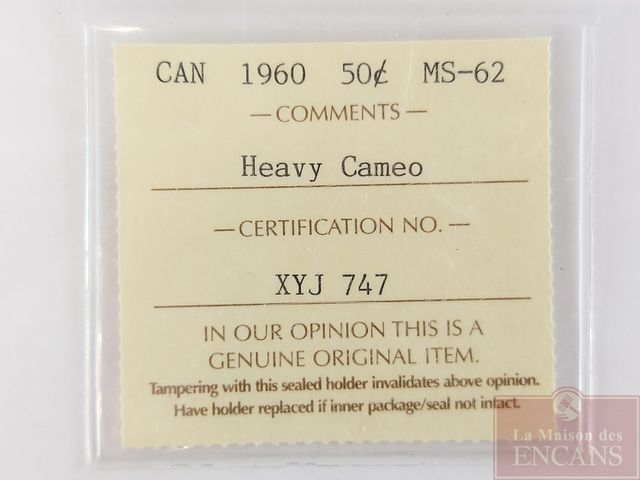 CAN 1960 50¢ MS-62
— COMMENTS —
Heavy Cameo
— CERTIFICATION NO. —
XYJ 747
IN OUR OPINION THIS IS A
GENUINE ORIGINAL ITEM.
Tampering with this sealed holder invalidates above opinion.
Have holder replaced if inner package/seal not intact.
La Maison des
ENCANS